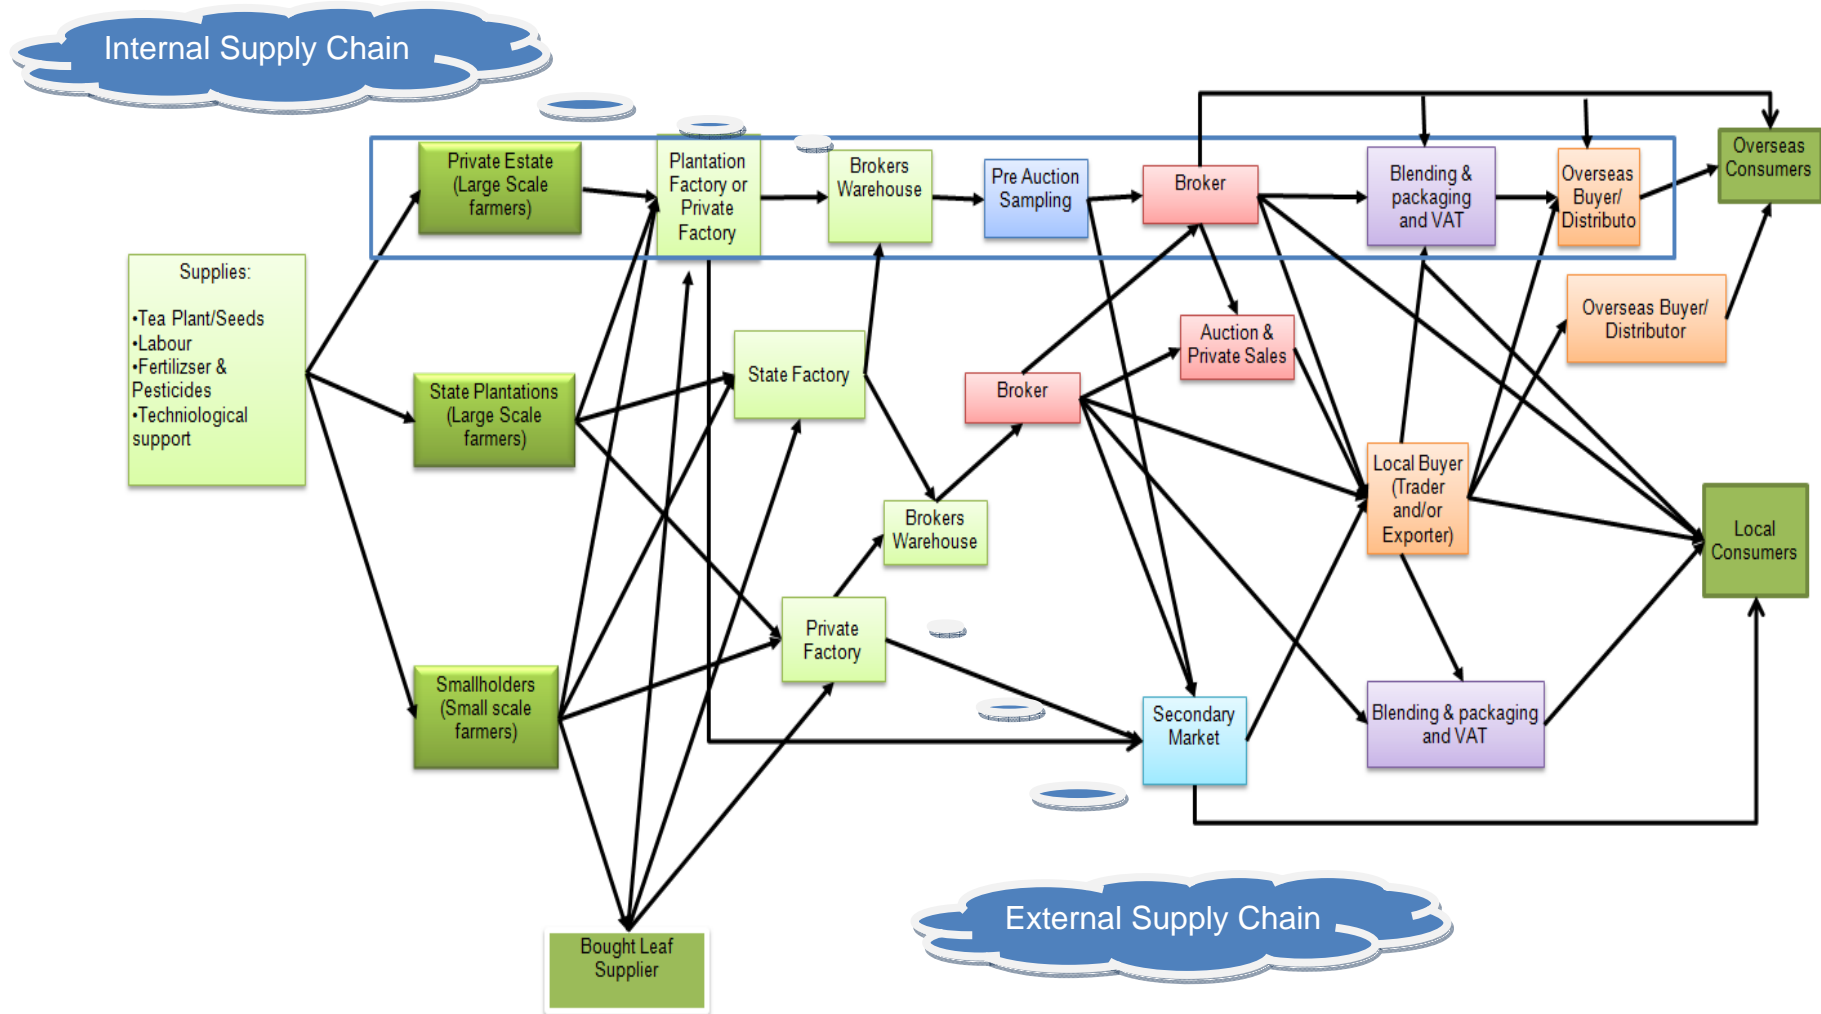 Internal Supply Chain
Private Estate
(Large Scale
farmers)
Plantation
Factory or
Private
Factory
Brokers
Warehouse
Pre Auction
Sampling
Broker
Blending &
packaging
and VAT
Overseas
Buyer/
Distributo
Overseas
Consumers
Supplies:
•Tea Plant/Seeds
•Labour
•Fertilizser &
Pesticides
•Techniological
support
Overseas Buyer/
Distributor
Auction &
Private Sales
State Factory
Broker
State Plantations
(Large Scale
farmers)
Local Buyer
(Trader
and/or
Exporter)
Brokers
Warehouse
Local
Consumers
Private
Factory
Smallholders
(Small scale
farmers)
Secondary
Market
Blending & packaging
and VAT
External Supply Chain
Bought Leaf
Supplier